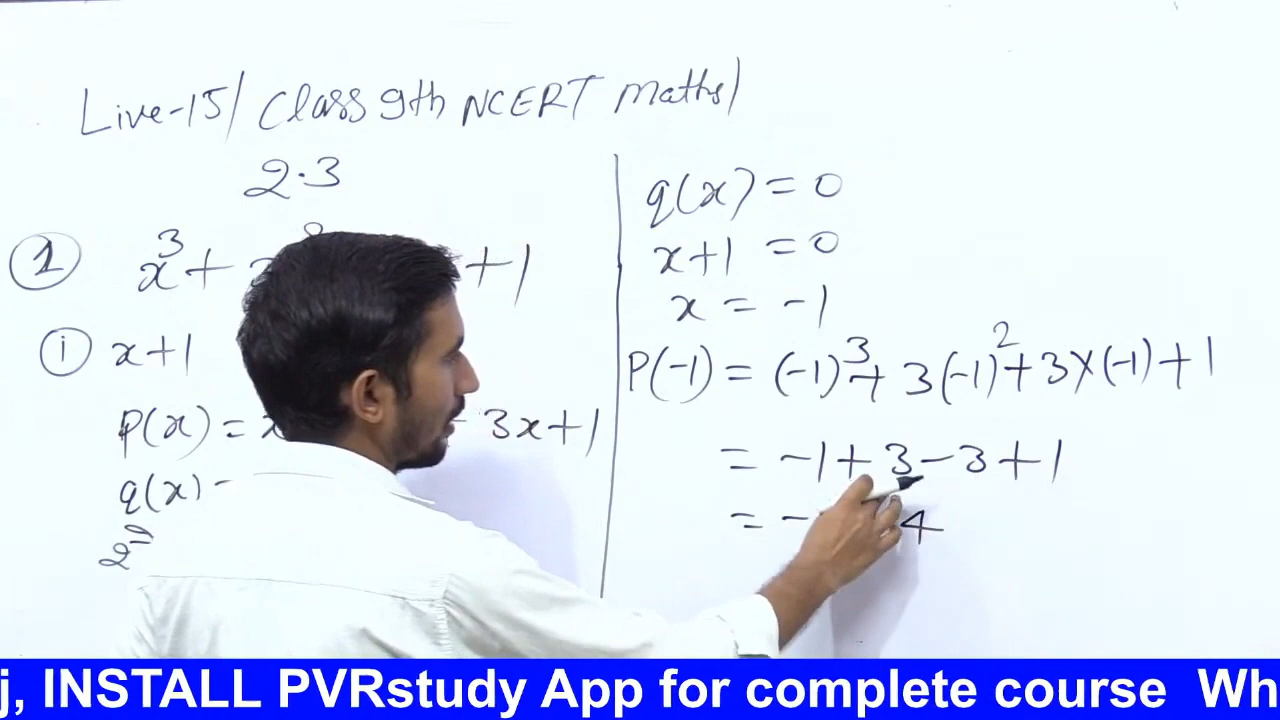 Live-15/ Class 9th NCERT maths/
2.3
① x³ + + 1
ⓘ x+1
p(x) = 3x+1
q(x) -
2
q(x) = 0
x+1 = 0
x = -1
P(-1) = (-1)³ + 3(-1)² + 3×(-1) + 1
= -1 + 3 - 3 + 1
= - 4
j, INSTALL PVRstudy App for complete course Wh